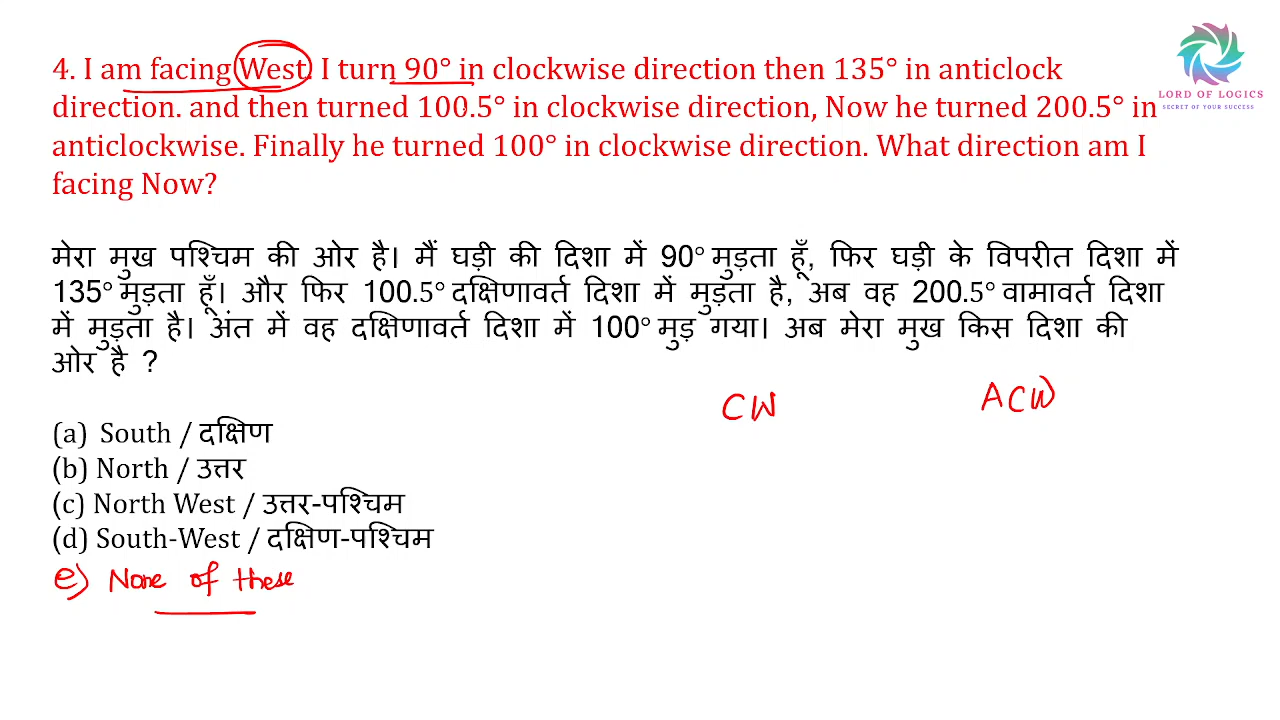 4. I am facing West. I turn 90° in clockwise direction then 135° in anticlock
direction. and then turned 100.5° in clockwise direction, Now he turned 200.5° in
anticlockwise. Finally he turned 100° in clockwise direction. What direction am I
facing Now?
LORD OF LOGICS
SECRET OF YOUR SUCCESS
मेरा मुख पश्चिम की ओर है। मैं घड़ी की दिशा में 90° मुड़ता हूँ, फिर घड़ी के विपरीत दिशा में
135° मुड़ता हूँ। और फिर 100.5° दक्षिणावर्त दिशा में मुड़ता है, अब वह 200.5° वामावर्त दिशा
में मुड़ता है। अंत में वह दक्षिणावर्त दिशा में 100° मुड़ गया। अब मेरा मुख किस दिशा की
ओर है ?
CW ACW
(a) South / दक्षिण
(b) North / उत्तर
(c) North West / उत्तर-पश्चिम
(d) South-West / दक्षिण-पश्चिम
e) None of these